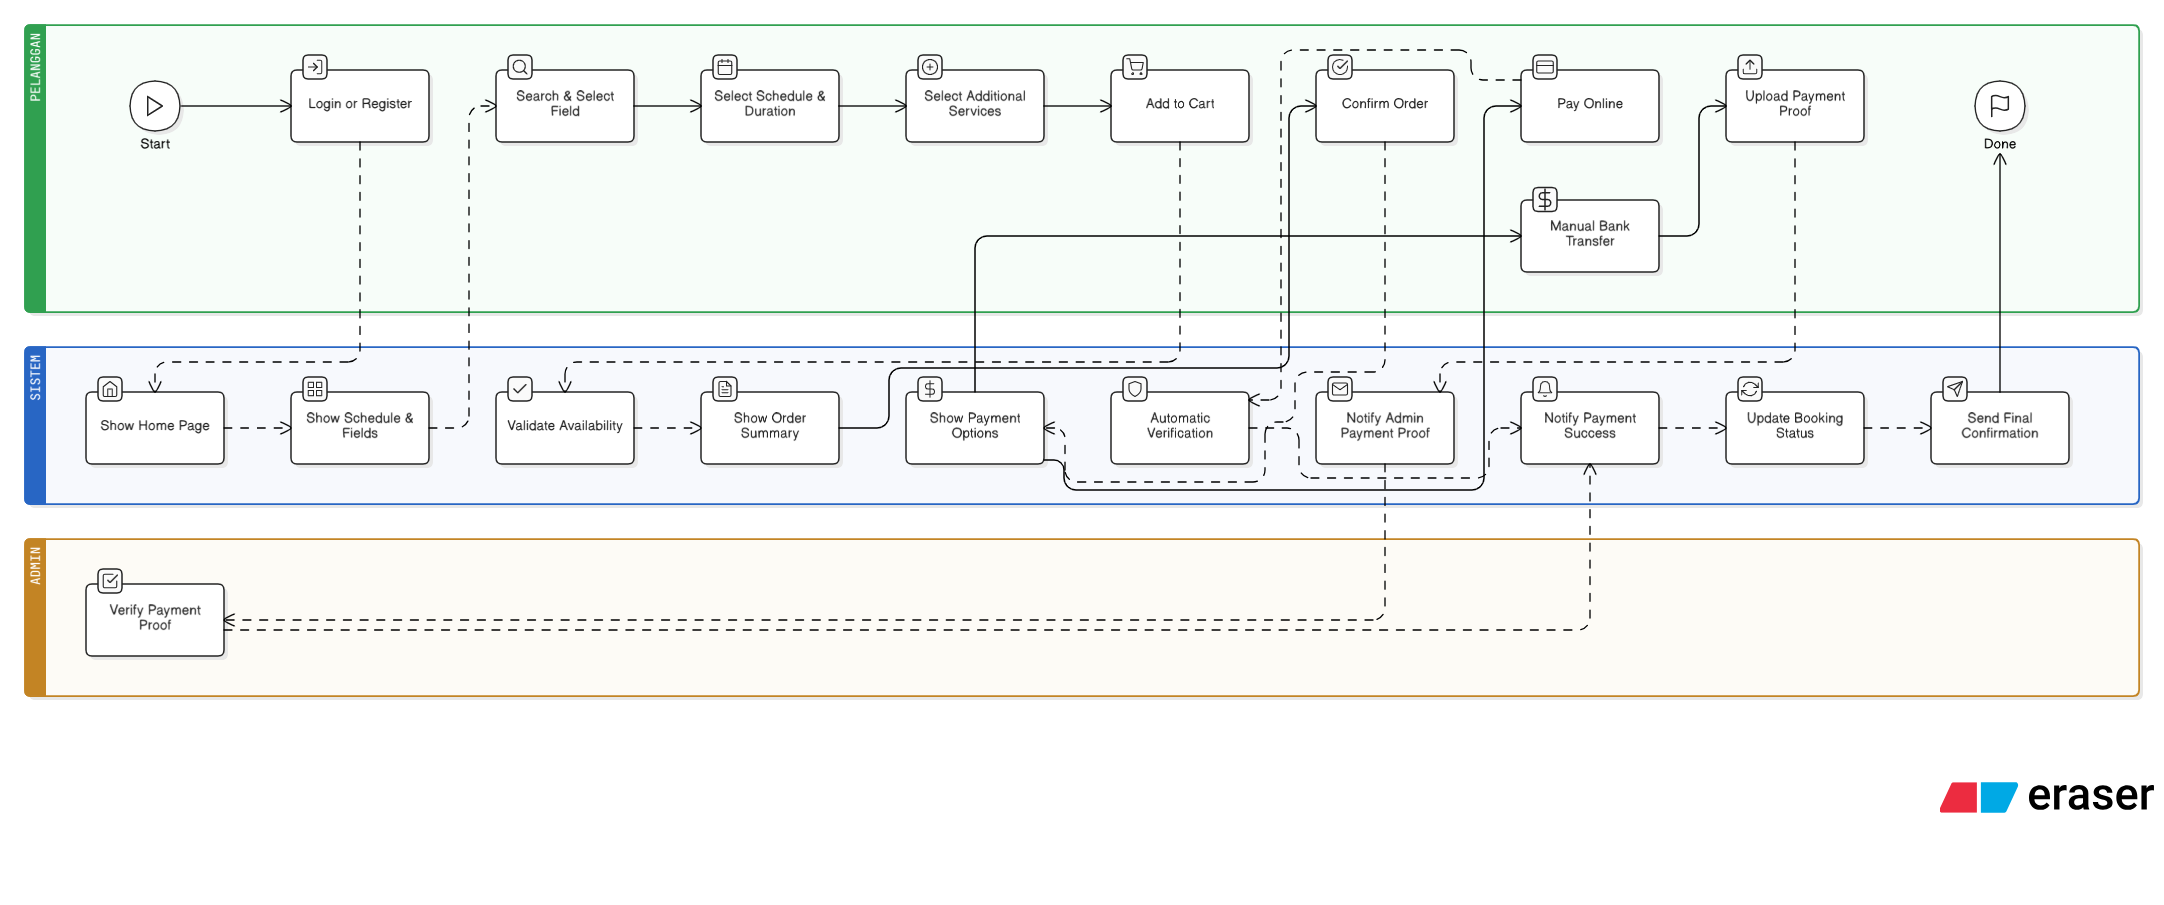 PELANGGAN
Start
Login or Register
Search & Select
Field
Select Schedule &
Duration
Select Additional
Services
Add to Cart
Confirm Order
Pay Online
Upload Payment
Proof
Done
Manual Bank
Transfer
SISTEM
Show Home Page
Show Schedule &
Fields
Validate Availability
Show Order
Summary
Show Payment
Options
Automatic
Verification
Notify Admin
Payment Proof
Notify Payment
Success
Update Booking
Status
Send Final
Confirmation
ADMIN
Verify Payment
Proof
eraser